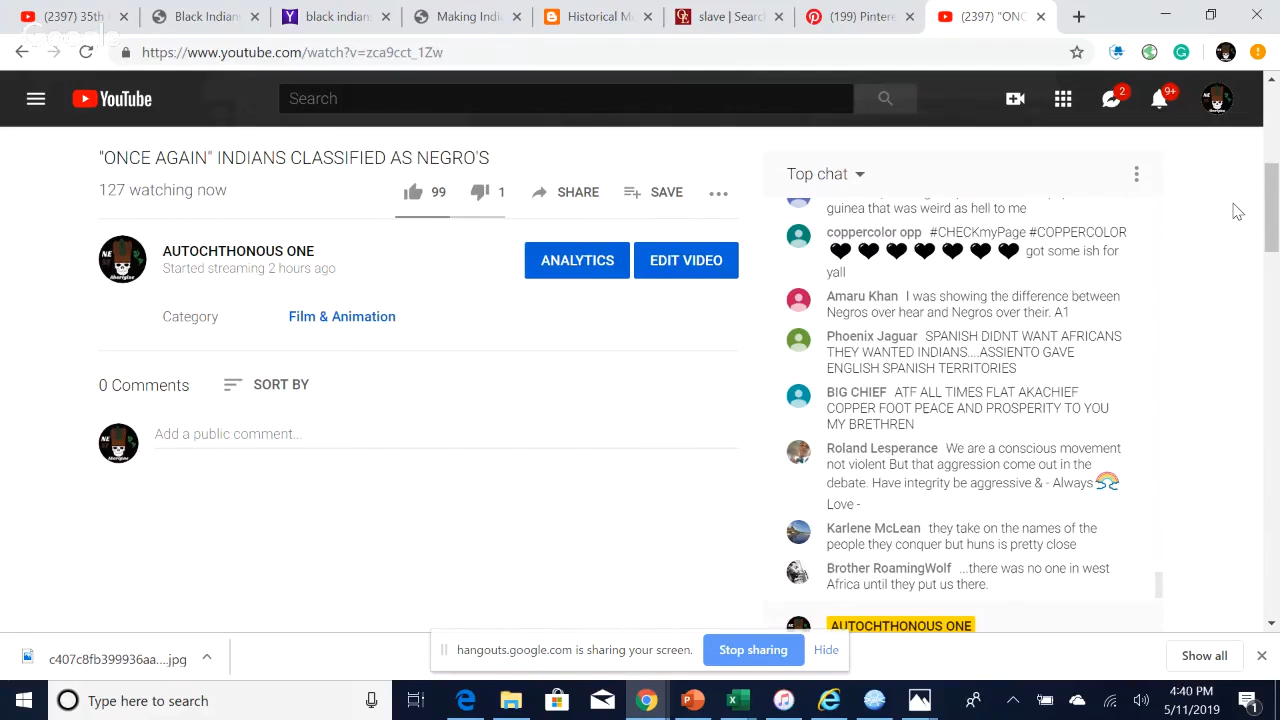 (2397) "ONC
(2395) "list
Black Indian
black indian
Making Ind
Historical M
slave | Searc
(199) Pintere
Google
https://www.youtube.com/watch?v=zca9cct_1Zw
YouTube
Search
2
9+
"ONCE AGAIN" INDIANS CLASSIFIED AS NEGRO'S
127 watching now
99
1
SHARE
SAVE
AUTOCHTHONOUS ONE
Started streaming 2 hours ago
ANALYTICS
EDIT VIDEO
Category
Film & Animation
0 Comments
SORT BY
Add a public comment...
Top chat
guinea that was weird as hell to me
coppercolor opp #CHECKmyPage #COPPERCOLOR
got some ish for
yall
Amaru Khan I was showing the difference between
Negros over hear and Negros over their. A1
Phoenix Jaguar SPANISH DIDNT WANT AFRICANS
THEY WANTED INDIANS....ASSIENTO GAVE
ENGLISH SPANISH TERRITORIES
BIG CHIEF ATF ALL TIMES FLAT AKACHIEF
COPPER FOOT PEACE AND PROSPERITY TO YOU
MY BRETHREN
Roland Lesperance We are a conscious movement
not violent But that aggression come out in the
debate. Have integrity be aggressive & - Always
Love -
Karlene McLean they take on the names of the
people they conquer but huns is pretty close
Brother RoamingWolf ...there was no one in west
Africa until they put us there.
AUTOCHTHONOUS ONE
hangouts.google.com is sharing your screen.
Stop sharing
Hide
c407c8fb399936aa....jpg
Show all
Type here to search
4:40 PM
5/11/2019
1